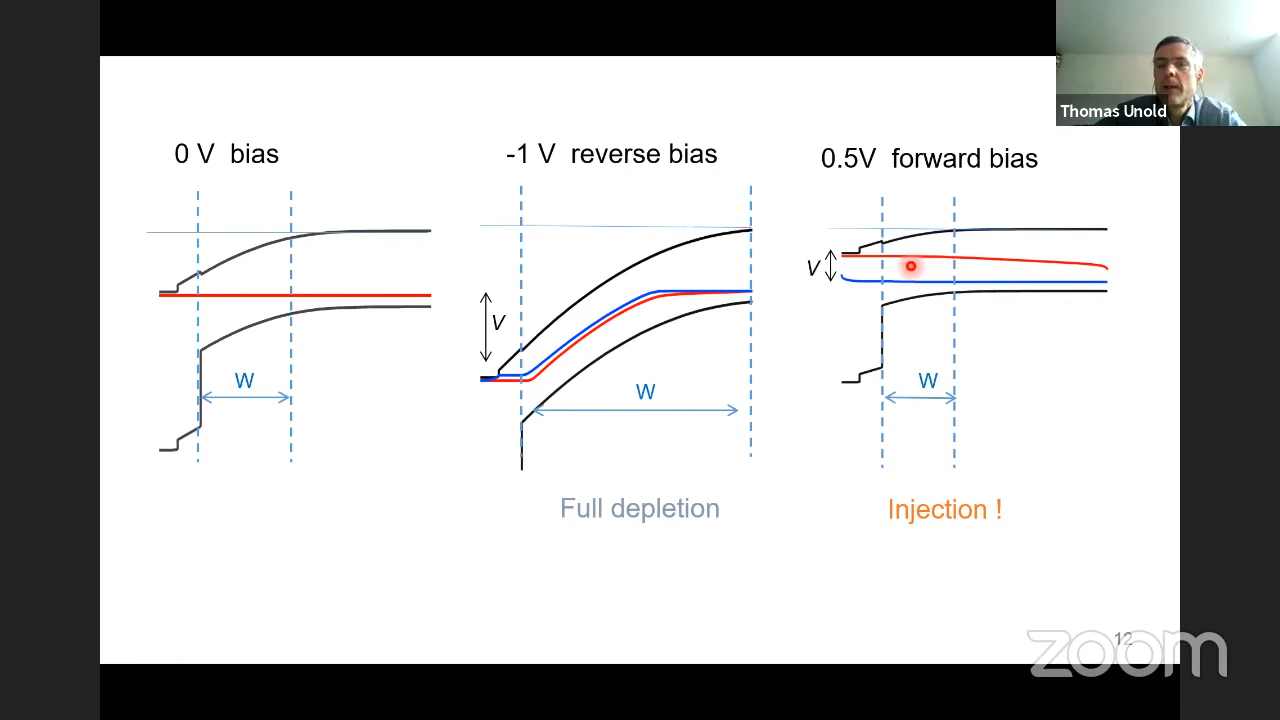 Thomas Unold
0 V bias
-1 V reverse bias
0.5V forward bias
V
V
W
W
W
Full depletion
Injection !
12
zoom